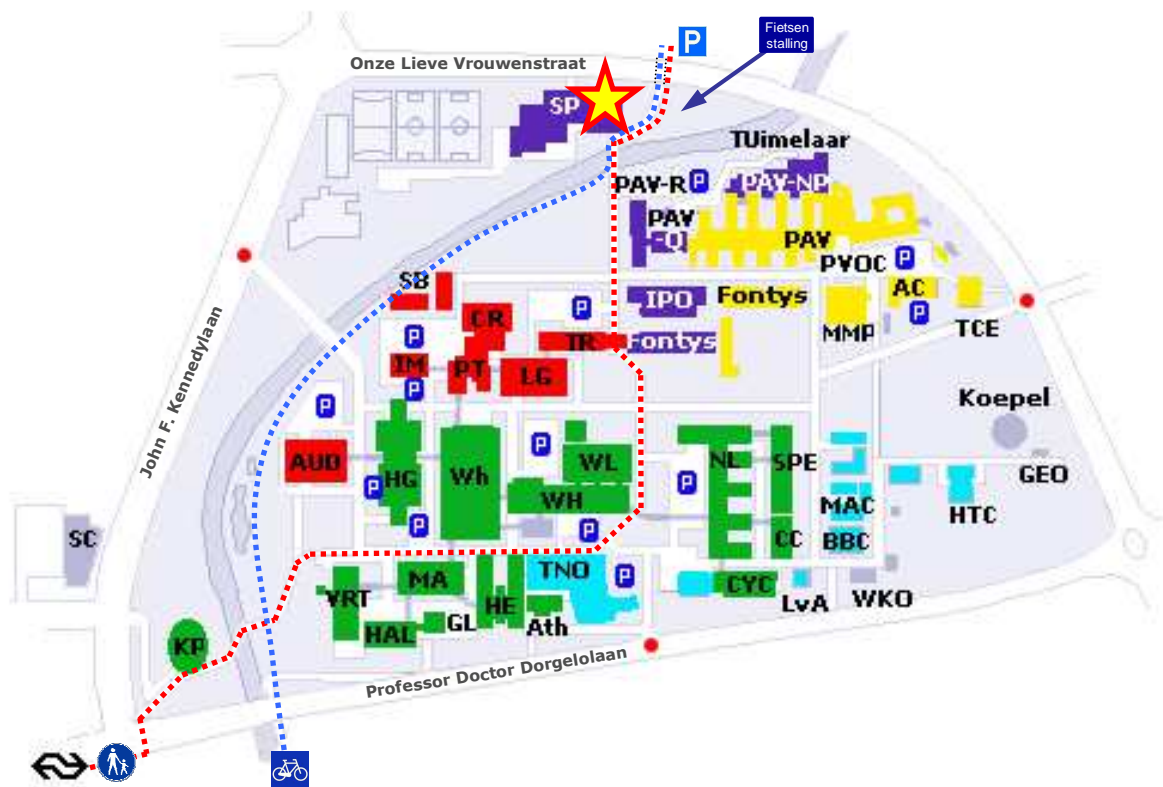 Fietsen
stalling
P
Onze Lieve Vrouwenstraat
SP
TUimelaar
PAV-R P PAV-NP
PAV
-Q
PAV
PVOC P
SB
IPO
Fontys
AC
P
CR
P
MMP
P
TCE
P
TR
Fontys
IM
PT
LG
P
John F. Kennedylaan
Koepel
P
AUD
HG
Wh
P
WL
NL
SPE
GEO
P
WH
P
MAC
HTC
SC
P
P
CC
BBC
MA
TNO
P
VRT
HE
CYC
LvA
WKO
HAL
GL
Ath
KP
Professor Doctor Dorgelolaan